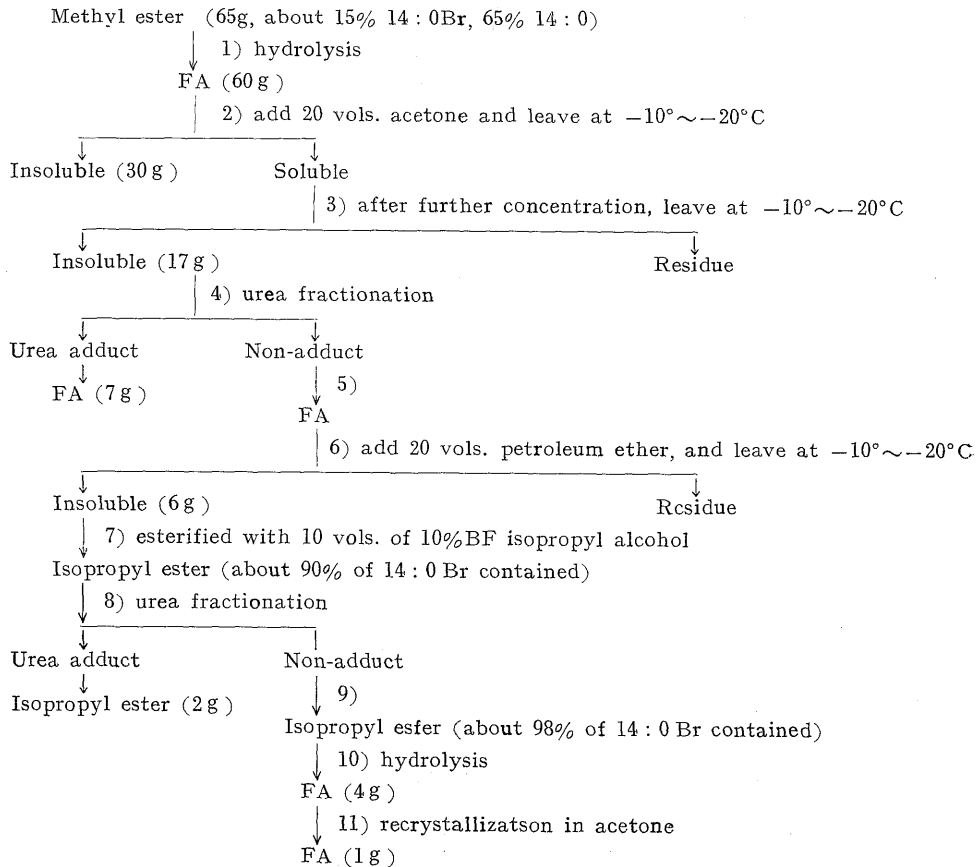 Methyl ester (65g, about 15% 14 : 0Br, 65% 14 : 0)
1) hydrolysis
FA (60 g)
2) add 20 vols. acetone and leave at −10°∼−20°C
Insoluble (30 g) Soluble
3) after further concentration, leave at −10°∼−20°C
Insoluble (17 g) Residue
4) urea fractionation
Urea adduct Non-adduct
FA (7 g) 5)
FA
6) add 20 vols. petroleum ether, and leave at −10°∼−20°C
Insoluble (6 g) Rcsidue
7) esterified with 10 vols. of 10%BF isopropyl alcohol
Isopropyl ester (about 90% of 14 : 0 Br contained)
8) urea fractionation
Urea adduct Non-adduct
Isopropyl ester (2 g) 9)
Isopropyl esfer (about 98% of 14 : 0 Br contained)
10) hydrolysis
FA (4 g)
11) recrystallizatson in acetone
FA (1 g)